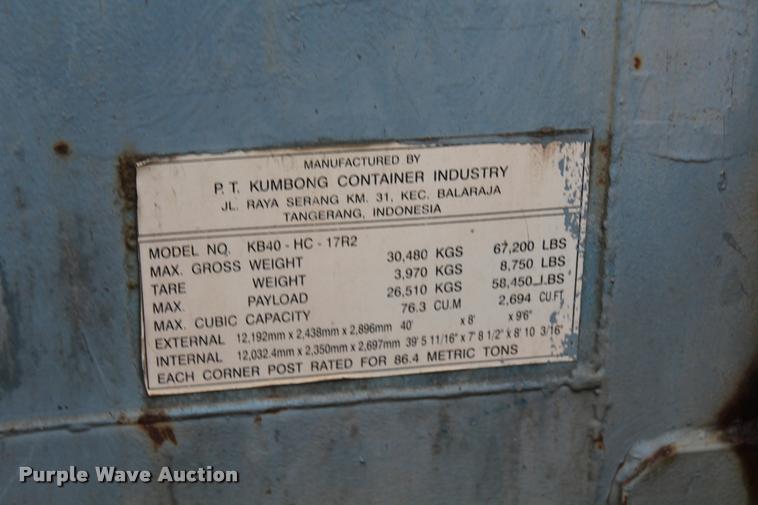 MANUFACTURED BY
P. T. KUMBONG CONTAINER INDUSTRY
JL. RAYA SERANG KM. 31, KEC. BALARAJA
TANGERANG, INDONESIA
MODEL NO. KB40 - HC - 17R2
MAX. GROSS WEIGHT 30,480 KGS 67,200 LBS
TARE WEIGHT 3,970 KGS 8,750 LBS
MAX. PAYLOAD 26,510 KGS 58,450 LBS
MAX. CUBIC CAPACITY 76.3 CU.M 2,694 CU.FT
EXTERNAL 12,192mm x 2,438mm x 2,896mm 40' x 8' x 9'6"
INTERNAL 12,032.4mm x 2,350mm x 2,697mm 39' 5 11/16" x 7' 8 1/2" x 8' 10 3/16"
EACH CORNER POST RATED FOR 86.4 METRIC TONS
Purple Wave Auction